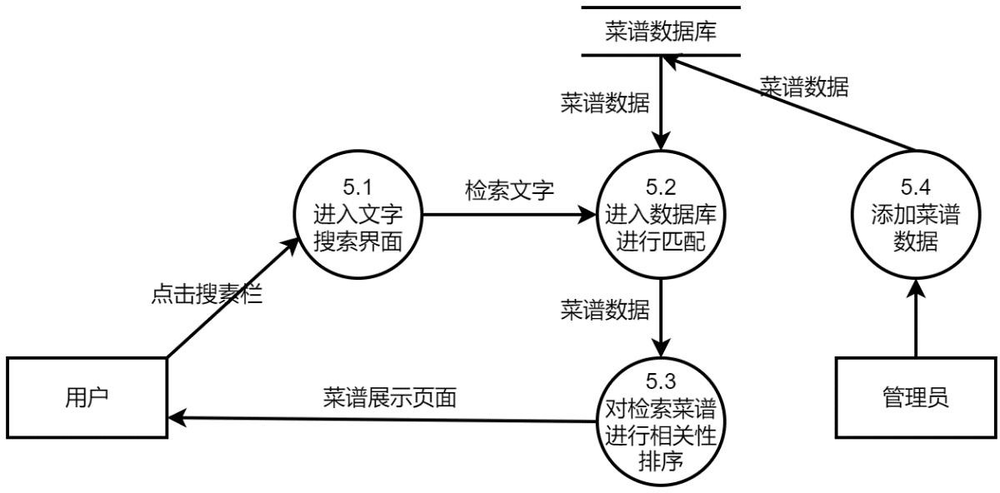 菜谱数据库
菜谱数据
菜谱数据
5.1
进入文字
搜索界面
检索文字
5.2
进入数据库
进行匹配
5.4
添加菜谱
数据
点击搜素栏
菜谱数据
用户
菜谱展示页面
5.3
对检索菜谱
进行相关性
排序
管理员